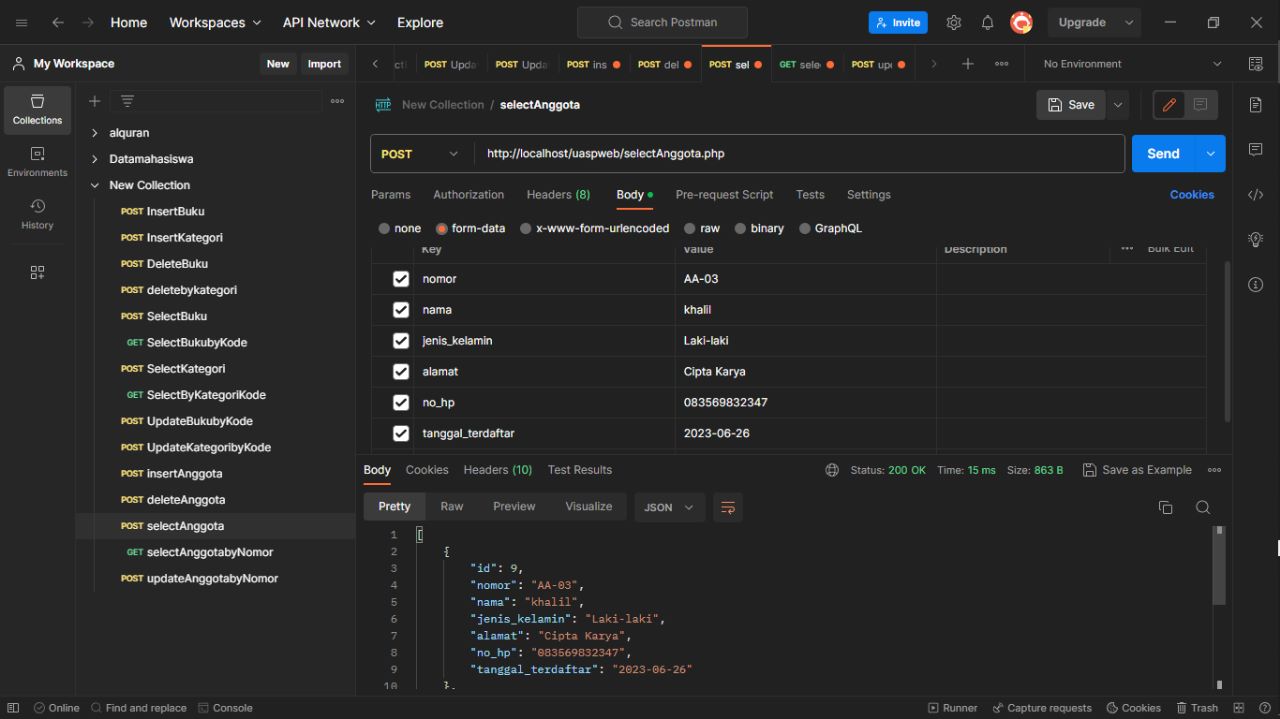 Home Workspaces API Network Explore Search Postman Invite Upgrade
My Workspace New Import POST Upda POST Upda POST ins POST del POST sel GET sele POST upd No Environment
Collections
Environments
History
alquran
Datamahasiswa
New Collection
POST InsertBuku
POST InsertKategori
POST DeleteBuku
POST deletebykategori
POST SelectBuku
GET SelectBukubyKode
POST SelectKategori
GET SelectByKategoriKode
POST UpdateBukubyKode
POST UpdateKategoribyKode
POST insertAnggota
POST deleteAnggota
POST selectAnggota
GET selectAnggotabyNomor
POST updateAnggotabyNomor
HTTP New Collection / selectAnggota Save
POST http://localhost/uaspweb/selectAnggota.php Send
Params Authorization Headers (8) Body Pre-request Script Tests Settings Cookies
none form-data x-www-form-urlencoded raw binary GraphQL
Key Value Description Bulk Edit
nomor AA-03
nama khalil
jenis_kelamin Laki-laki
alamat Cipta Karya
no_hp 083569832347
tanggal_terdaftar 2023-06-26
Body Cookies Headers (10) Test Results Status: 200 OK Time: 15 ms Size: 863 B Save as Example
Pretty Raw Preview Visualize JSON
1 [
2 {
3 "id": 9,
4 "nomor": "AA-03",
5 "nama": "khalil",
6 "jenis_kelamin": "Laki-laki",
7 "alamat": "Cipta Karya",
8 "no_hp": "083569832347",
9 "tanggal_terdaftar": "2023-06-26"
10 },
Online Find and replace Console Runner Capture requests Cookies Trash